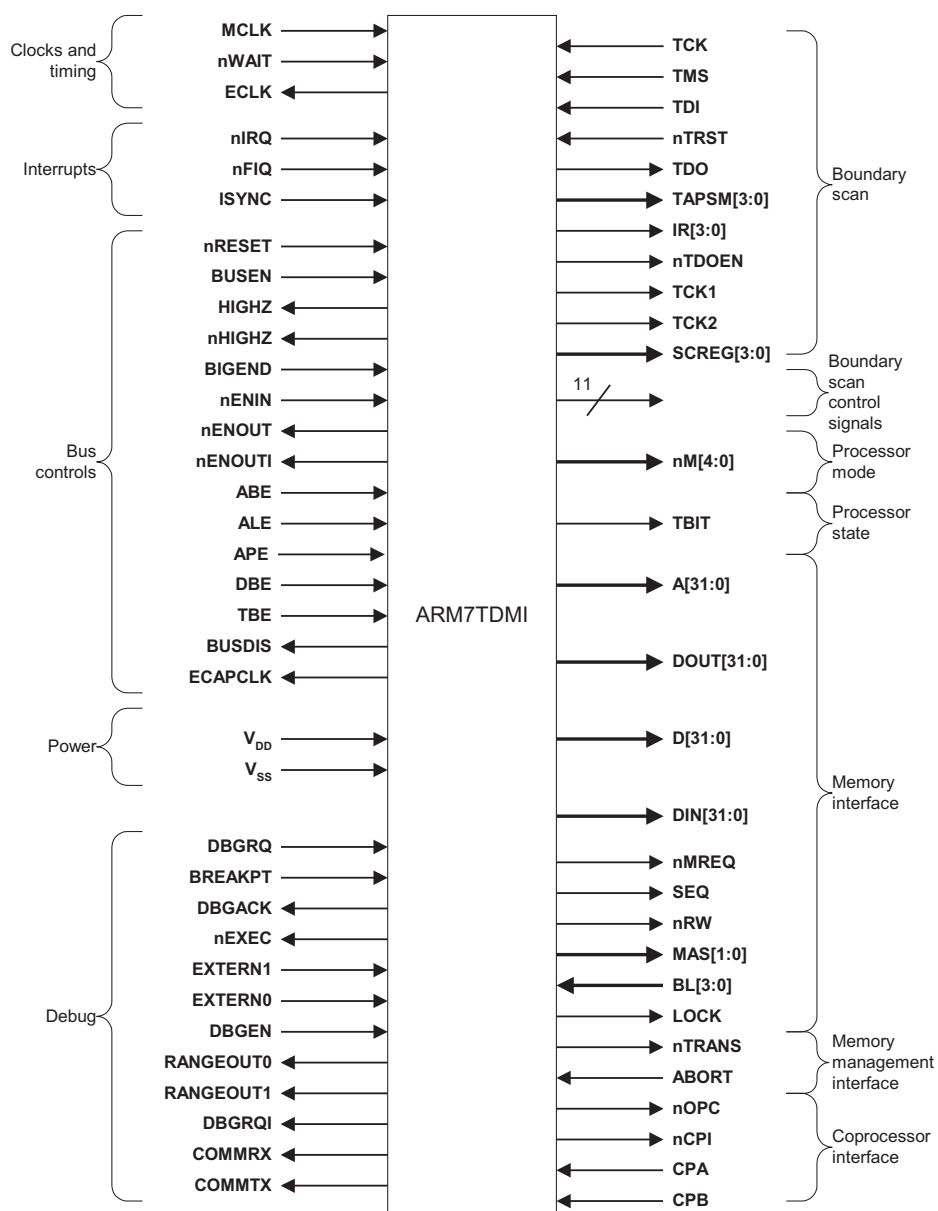 Clocks and
timing
MCLK
nWAIT
ECLK
Interrupts
nIRQ
nFIQ
ISYNC
Bus
controls
nRESET
BUSEN
HIGHZ
nHIGHZ
BIGEND
nENIN
nENOUT
nENOUTI
ABE
ALE
APE
DBE
TBE
BUSDIS
ECAPCLK
Power
VDD
VSS
Debug
DBGRQ
BREAKPT
DBGACK
nEXEC
EXTERN1
EXTERN0
DBGEN
RANGEOUT0
RANGEOUT1
DBGRQI
COMMRX
COMMTX
ARM7TDMI
TCK
TMS
TDI
nTRST
TDO
TAPSM[3:0]
IR[3:0]
nTDOEN
TCK1
TCK2
SCREG[3:0]
Boundary
scan
11
Boundary
scan
control
signals
nM[4:0]
Processor
mode
TBIT
Processor
state
A[31:0]
DOUT[31:0]
D[31:0]
DIN[31:0]
nMREQ
SEQ
nRW
MAS[1:0]
BL[3:0]
LOCK
Memory
interface
nTRANS
ABORT
Memory
management
interface
nOPC
nCPI
CPA
CPB
Coprocessor
interface